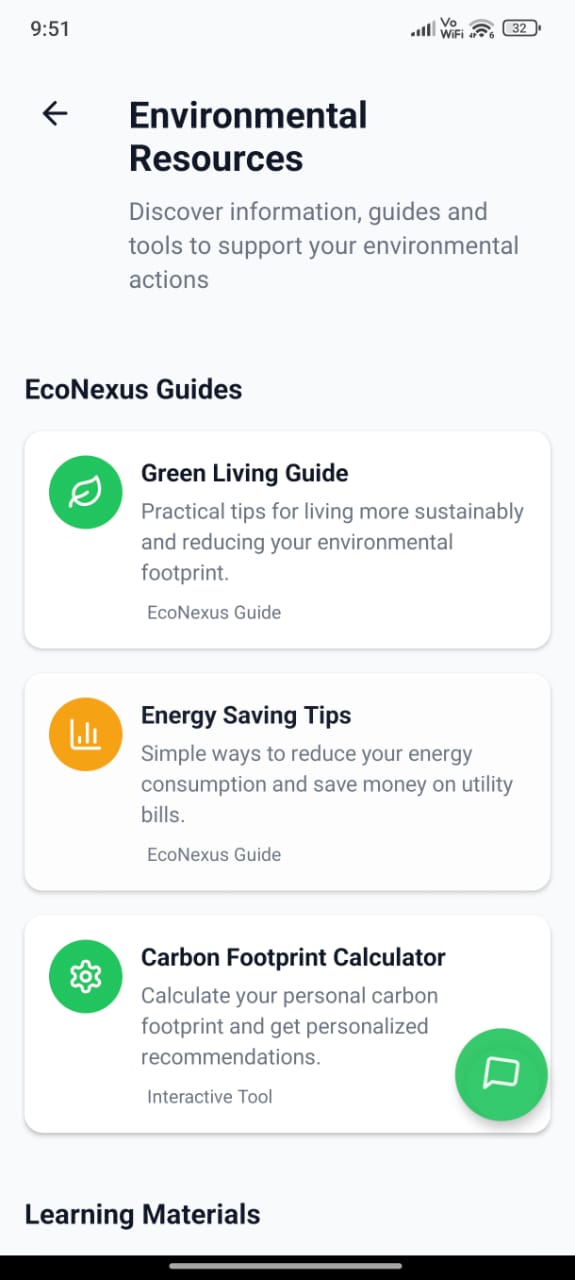 9:51
Vo
WiFi
6
32
Environmental
Resources
Discover information, guides and
tools to support your environmental
actions
EcoNexus Guides
Green Living Guide
Practical tips for living more sustainably
and reducing your environmental
footprint.
EcoNexus Guide
Energy Saving Tips
Simple ways to reduce your energy
consumption and save money on utility
bills.
EcoNexus Guide
Carbon Footprint Calculator
Calculate your personal carbon
footprint and get personalized
recommendations.
Interactive Tool
Learning Materials